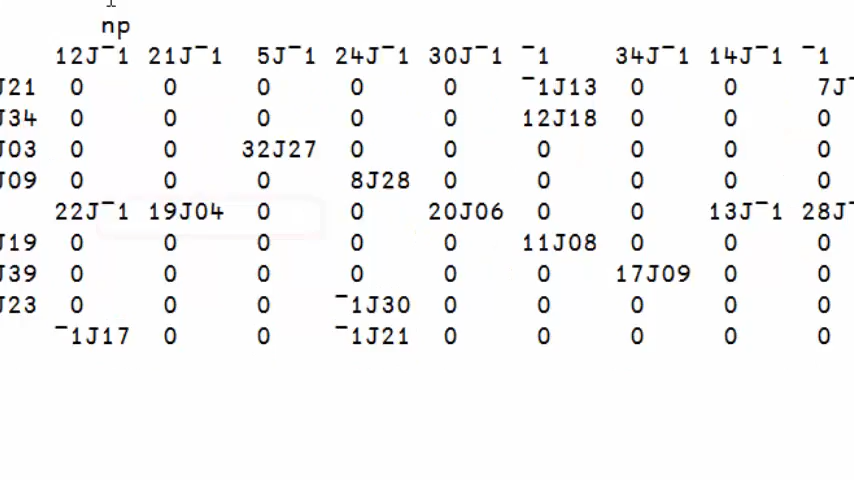 np
12J¯1 21J¯1 5J¯1 24J¯1 30J¯1 ¯1 34J¯1 14J¯1 ¯1
J21 0 0 0 0 0 ¯1J13 0 0 7J¯
J34 0 0 0 0 0 12J18 0 0 0
J03 0 0 32J27 0 0 0 0 0 0
J09 0 0 0 8J28 0 0 0 0 0
22J¯1 19J04 0 0 20J06 0 0 13J¯1 28J¯
J19 0 0 0 0 0 11J08 0 0 0
J39 0 0 0 0 0 0 17J09 0 0
J23 0 0 0 ¯1J30 0 0 0 0 0
¯1J17 0 0 ¯1J21 0 0 0 0 0